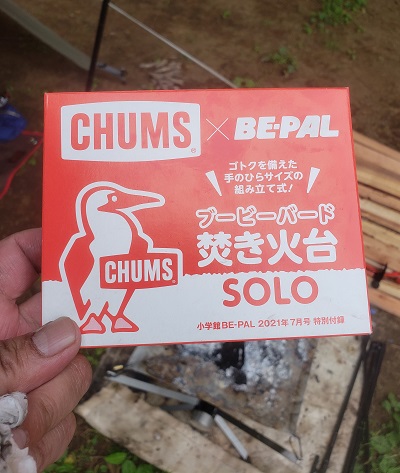 CHUMS × BE-PAL
ゴトクを備えた
手のひらサイズの
組み立て式!
ブービーバード
焚き火台
SOLO
CHUMS
小学館BE-PAL 2021年7月号 特別付録